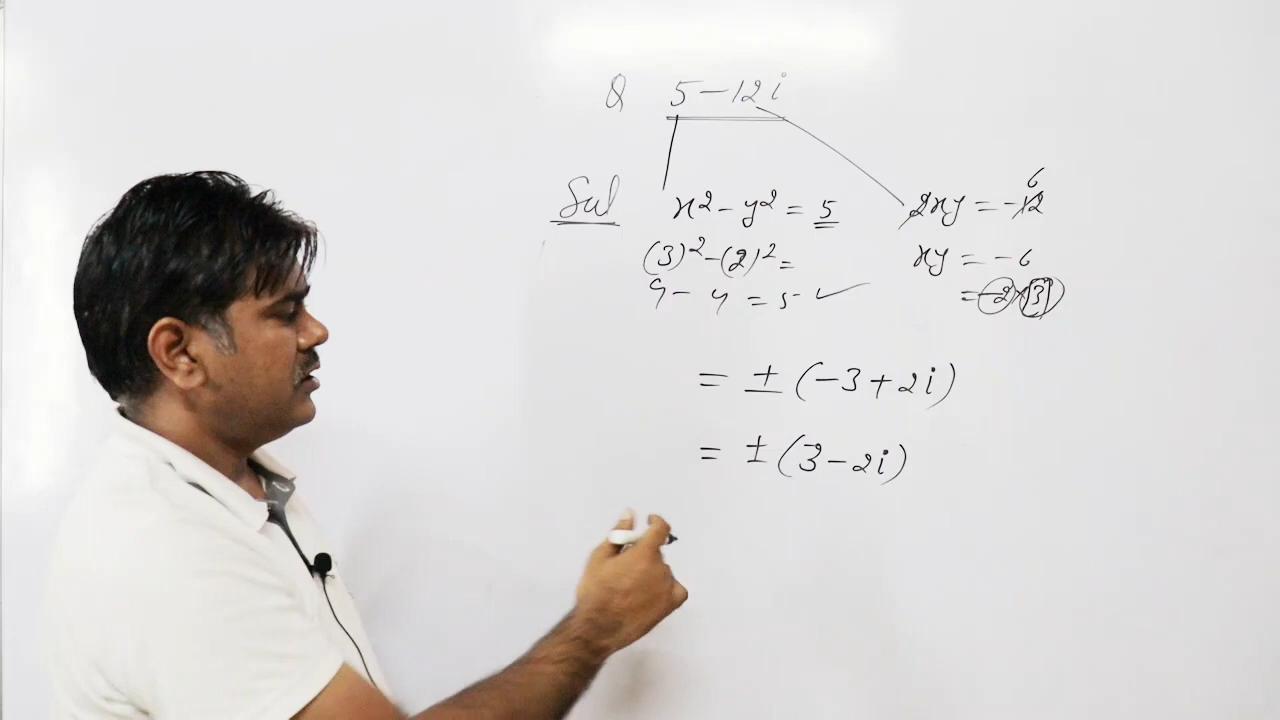 Q 5-12i
Sol x²-y² = 5 2xy = -12
6
(3)²-(2)² = xy = -6
9- 4 = 5 ✓ = -2×3
= ± (-3+2i)
= ± (3-2i)